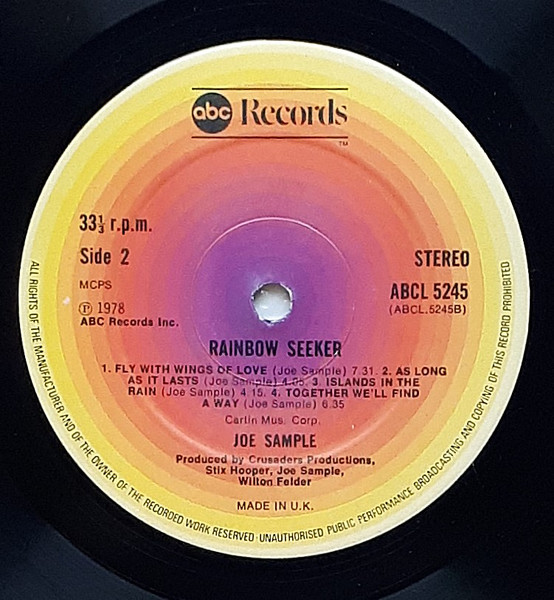 abc Records
™
33⅓ r.p.m.
Side 2
STEREO
MCPS
ABCL 5245
(ABCL.5245B)
℗ 1978
ABC Records Inc.
RAINBOW SEEKER
1. FLY WITH WINGS OF LOVE (Joe Sample) 7.31. 2. AS LONG
AS IT LASTS (Joe Sample) 4.05. 3. ISLANDS IN THE
RAIN (Joe Sample) 4.15. 4. TOGETHER WE'LL FIND
A WAY (Joe Sample) 6.35
Carlin Mus. Corp.
JOE SAMPLE
Produced by Crusaders Productions,
Stix Hooper, Joe Sample,
Wilton Felder
MADE IN U.K.
ALL RIGHTS OF THE MANUFACTURER AND OF THE OWNER OF THE RECORDED WORK RESERVED·UNAUTHORISED PUBLIC PERFORMANCE BROADCASTING AND COPYING OF THIS RECORD PROHIBITED